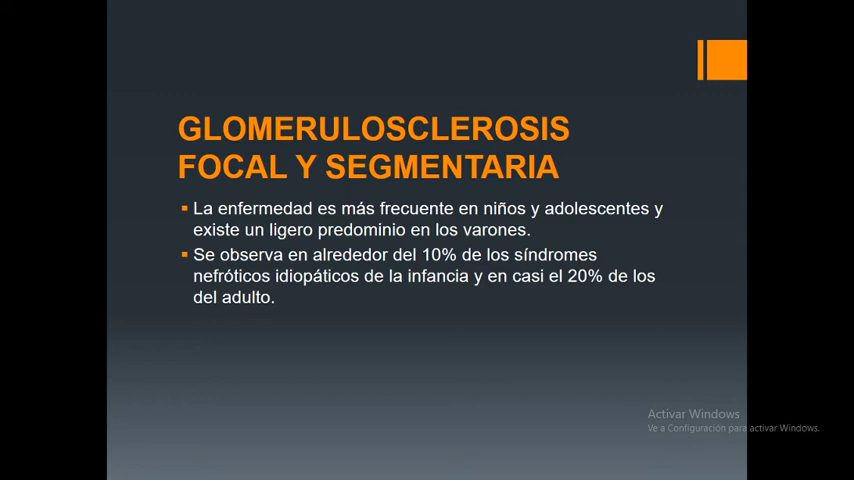 GLOMERULOSCLEROSIS
FOCAL Y SEGMENTARIA
La enfermedad es más frecuente en niños y adolescentes y
existe un ligero predominio en los varones.
Se observa en alrededor del 10% de los síndromes
nefróticos idiopáticos de la infancia y en casi el 20% de los
del adulto.
Activar Windows
Ve a Configuración para activar Windows.